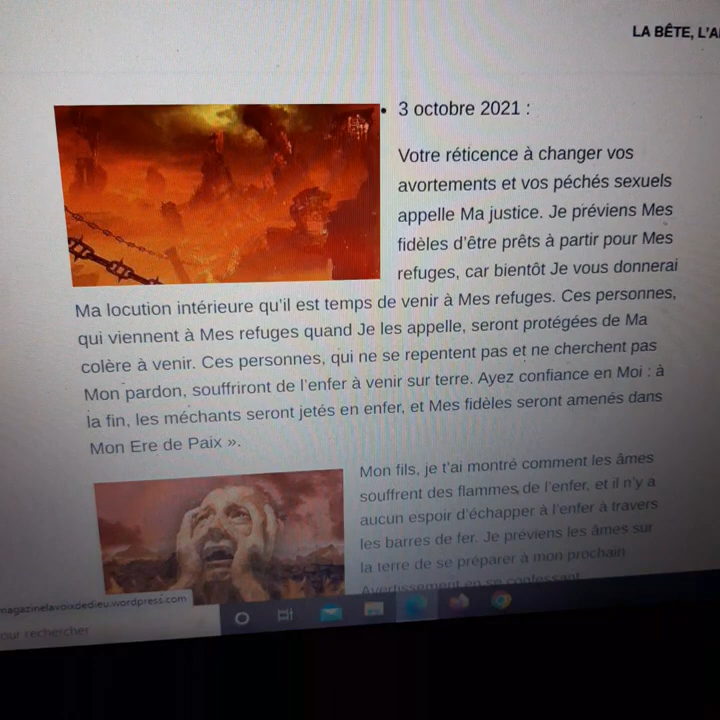 LA BÊTE, L'A
• 3 octobre 2021 :
Votre réticence à changer vos
avortements et vos péchés sexuels
appelle Ma justice. Je préviens Mes
fidèles d'être prêts à partir pour Mes
refuges, car bientôt Je vous donnerai
Ma locution intérieure qu'il est temps de venir à Mes refuges. Ces personnes,
qui viennent à Mes refuges quand Je les appelle, seront protégées de Ma
colère à venir. Ces personnes, qui ne se repentent pas et ne cherchent pas
Mon pardon, souffriront de l'enfer à venir sur terre. Ayez confiance en Moi : à
la fin, les méchants seront jetés en enfer, et Mes fidèles seront amenés dans
Mon Ere de Paix ».
Mon fils, je t'ai montré comment les âmes
souffrent des flammes de l'enfer, et il n'y a
aucun espoir d'échapper à l'enfer à travers
les barres de fer. Je préviens les âmes sur
la terre de se préparer à mon prochain
Avertissement en se confessant
magazinelavoixdedieu.wordpress.com
our rechercher